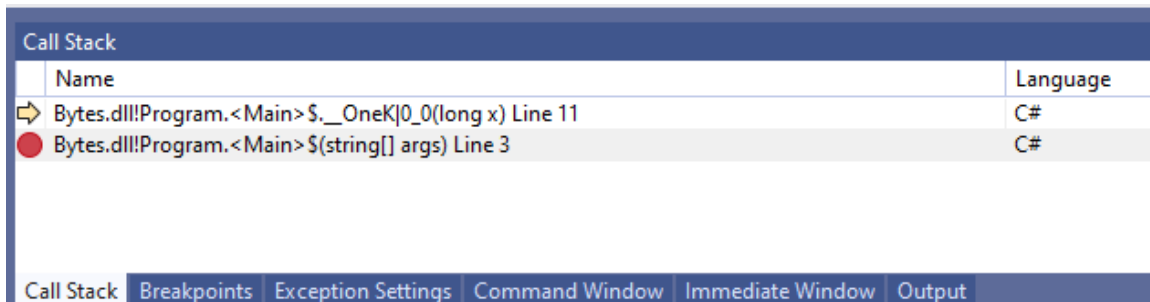 Call Stack
Name Language
Bytes.dll!Program.<Main>$.__OneK|0_0(long x) Line 11 C#
Bytes.dll!Program.<Main>$(string[] args) Line 3 C#
Call Stack Breakpoints Exception Settings Command Window Immediate Window Output